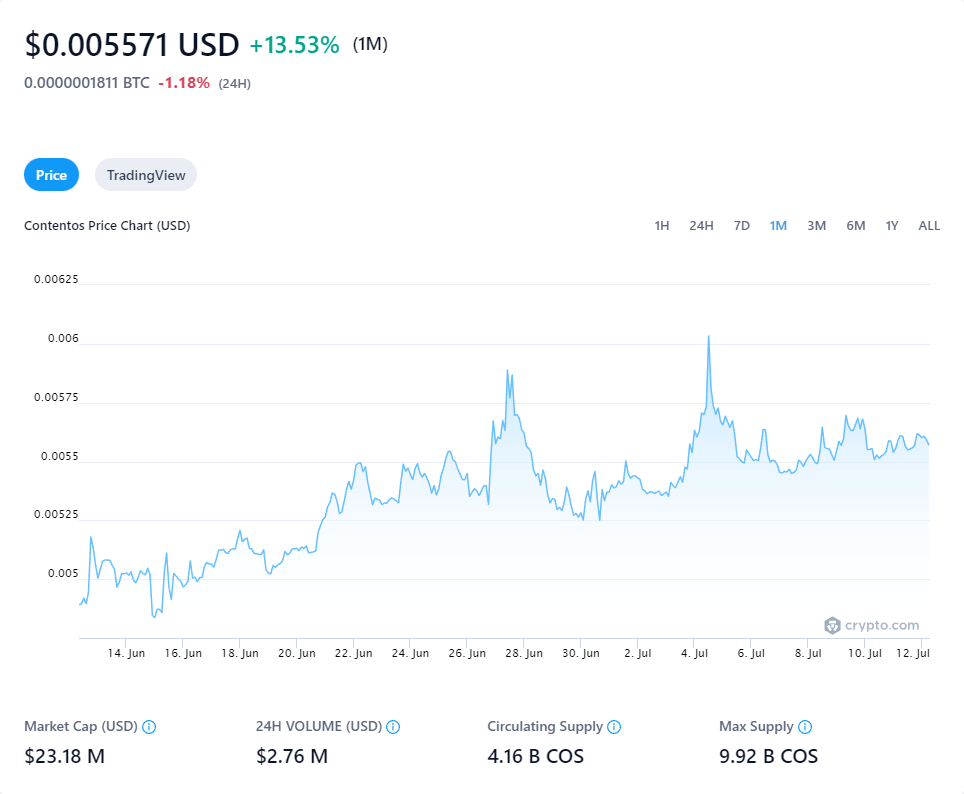 $0.005571 USD +13.53% (1M)
0.0000001811 BTC -1.18% (24H)
Price TradingView
Contentos Price Chart (USD) 1H 24H 7D 1M 3M 6M 1Y ALL
0.00625
0.006
0.00575
0.0055
0.00525
0.005
crypto.com
14. Jun 16. Jun 18. Jun 20. Jun 22. Jun 24. Jun 26. Jun 28. Jun 30. Jun 2. Jul 4. Jul 6. Jul 8. Jul 10. Jul 12. Jul
Market Cap (USD) 24H VOLUME (USD) Circulating Supply Max Supply
$23.18 M $2.76 M 4.16 B COS 9.92 B COS